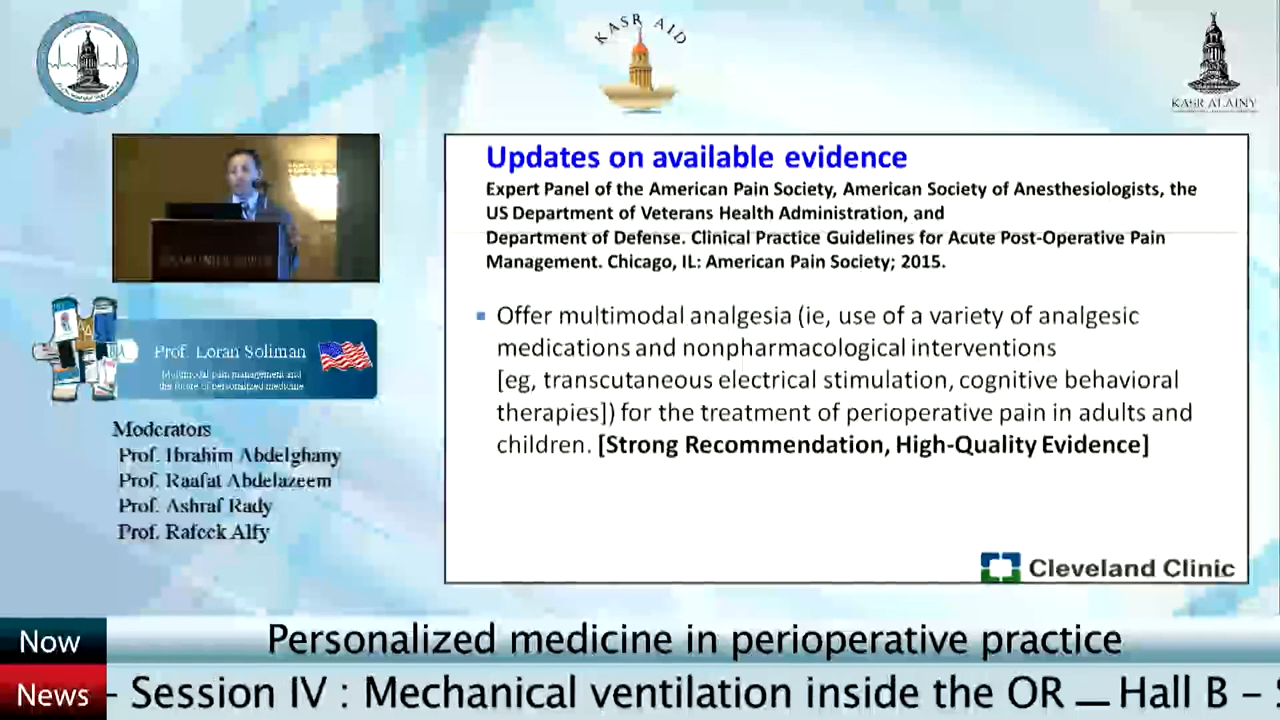 KASR AID
KASR ALAINY
Updates on available evidence
Expert Panel of the American Pain Society, American Society of Anesthesiologists, the
US Department of Veterans Health Administration, and
Department of Defense. Clinical Practice Guidelines for Acute Post-Operative Pain
Management. Chicago, IL: American Pain Society; 2015.
Offer multimodal analgesia (ie, use of a variety of analgesic
medications and nonpharmacological interventions
[eg, transcutaneous electrical stimulation, cognitive behavioral
therapies]) for the treatment of perioperative pain in adults and
children. [Strong Recommendation, High-Quality Evidence]
Cleveland Clinic
Prof. Loran Soliman
Multimodal pain management and
the future of personalized medicine
Moderators
Prof. Ibrahim Abdelghany
Prof. Raafat Abdelazeem
Prof. Ashraf Rady
Prof. Rafeek Alfy
Now
Personalized medicine in perioperative practice
News
– Session IV : Mechanical ventilation inside the OR — Hall B –